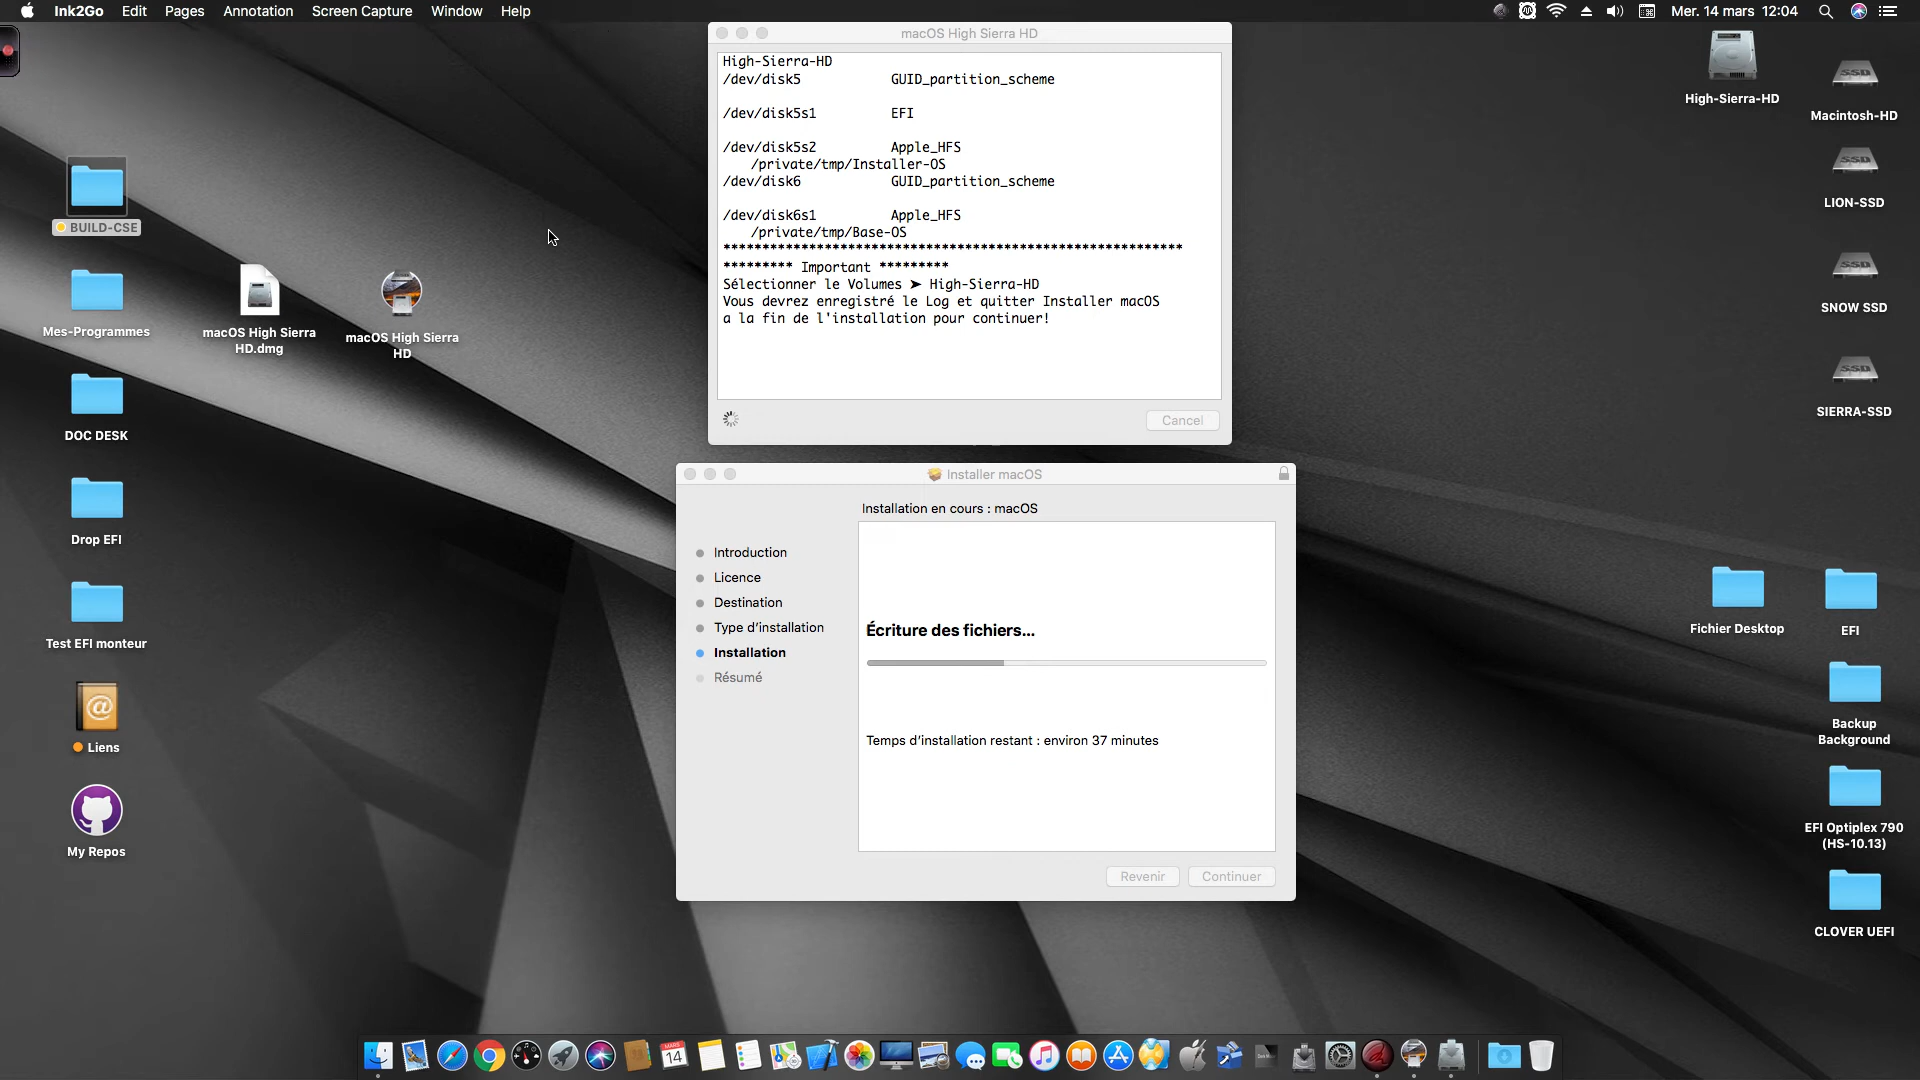 Ink2Go Edit Pages Annotation Screen Capture Window Help
Mer. 14 mars 12:04
macOS High Sierra HD
High-Sierra-HD
/dev/disk5 GUID_partition_scheme
/dev/disk5s1 EFI
/dev/disk5s2 Apple_HFS
/private/tmp/Installer-OS
/dev/disk6 GUID_partition_scheme
/dev/disk6s1 Apple_HFS
/private/tmp/Base-OS
************************************************************
********* Important *********
Sélectionner le Volumes ➤ High-Sierra-HD
Vous devrez enregistré le Log et quitter Installer macOS
a la fin de l'installation pour continuer!
Cancel
Installer macOS
Installation en cours : macOS
Introduction
Licence
Destination
Type d'installation
Installation
Résumé
Écriture des fichiers...
Temps d'installation restant : environ 37 minutes
Revenir Continuer
BUILD-CSE
Mes-Programmes
DOC DESK
Drop EFI
Test EFI monteur
Liens
My Repos
macOS High Sierra
HD.dmg
macOS High Sierra
HD
High-Sierra-HD
SSD
Macintosh-HD
SSD
LION-SSD
SSD
SNOW SSD
SSD
SIERRA-SSD
Fichier Desktop
EFI
Backup
Background
EFI Optiplex 790
(HS-10.13)
CLOVER UEFI
MARS
14